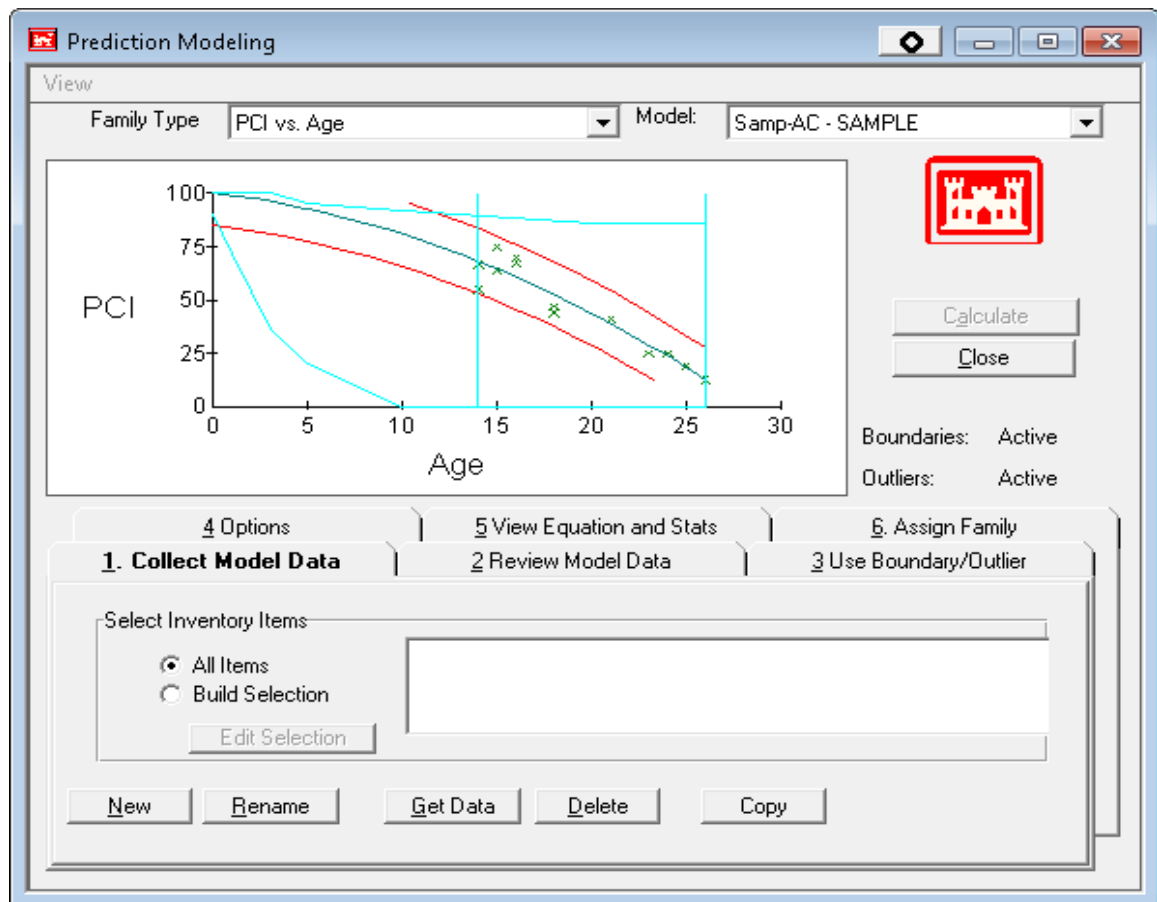 Prediction Modeling
View
Family Type PCI vs. Age Model: Samp-AC - SAMPLE
100
75
PCI 50
25
0
0 5 10 15 20 25 30
Age
Calculate
Close
Boundaries: Active
Outliers: Active
4 Options 5 View Equation and Stats 6. Assign Family
1. Collect Model Data 2 Review Model Data 3 Use Boundary/Outlier
Select Inventory Items
All Items
Build Selection
Edit Selection
New Rename Get Data Delete Copy